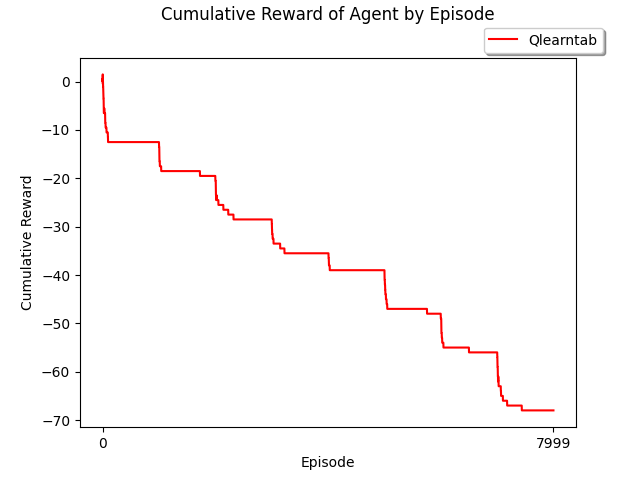 Cumulative Reward of Agent by Episode
Qlearntab
0
−10
−20
−30
−40
−50
−60
−70
Cumulative Reward
0 7999
Episode